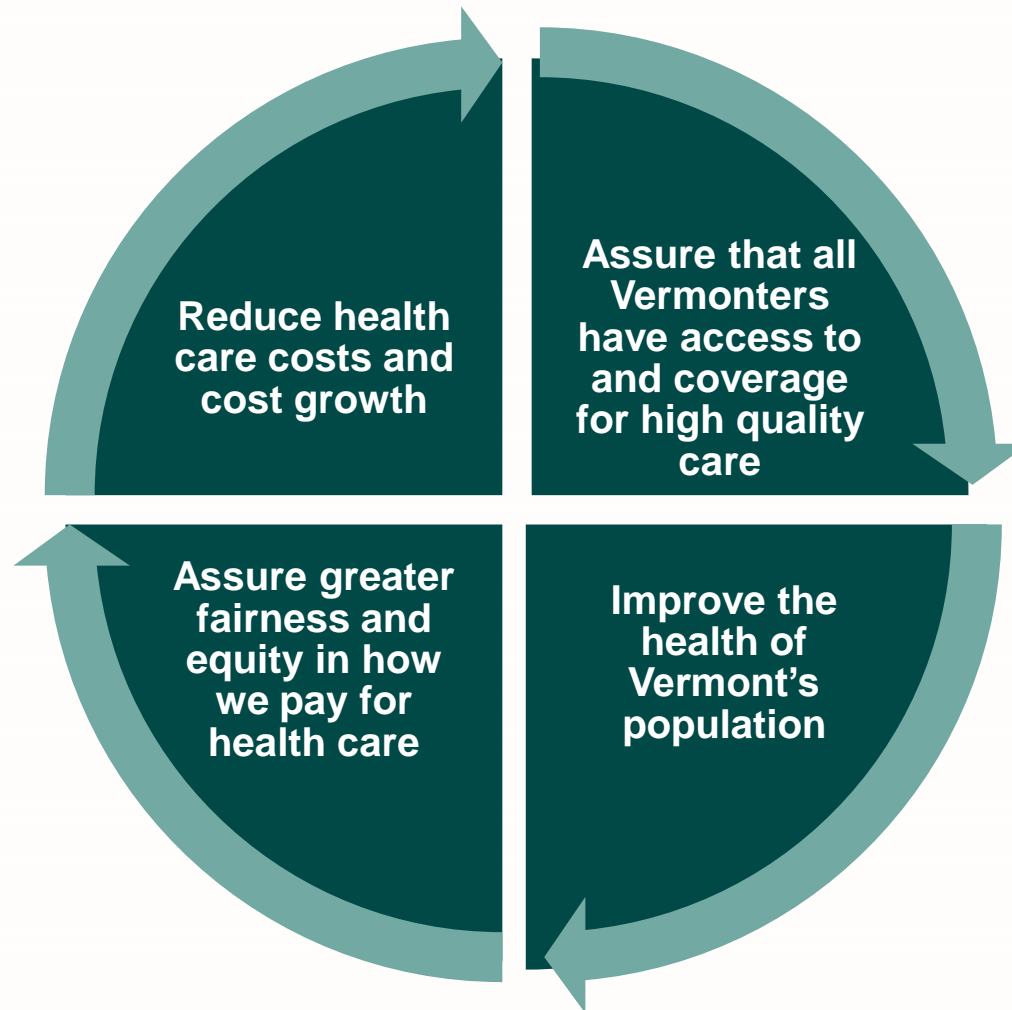 Reduce health
care costs and
cost growth
Assure that all
Vermonters
have access to
and coverage
for high quality
care
Assure greater
fairness and
equity in how
we pay for
health care
Improve the
health of
Vermont’s
population